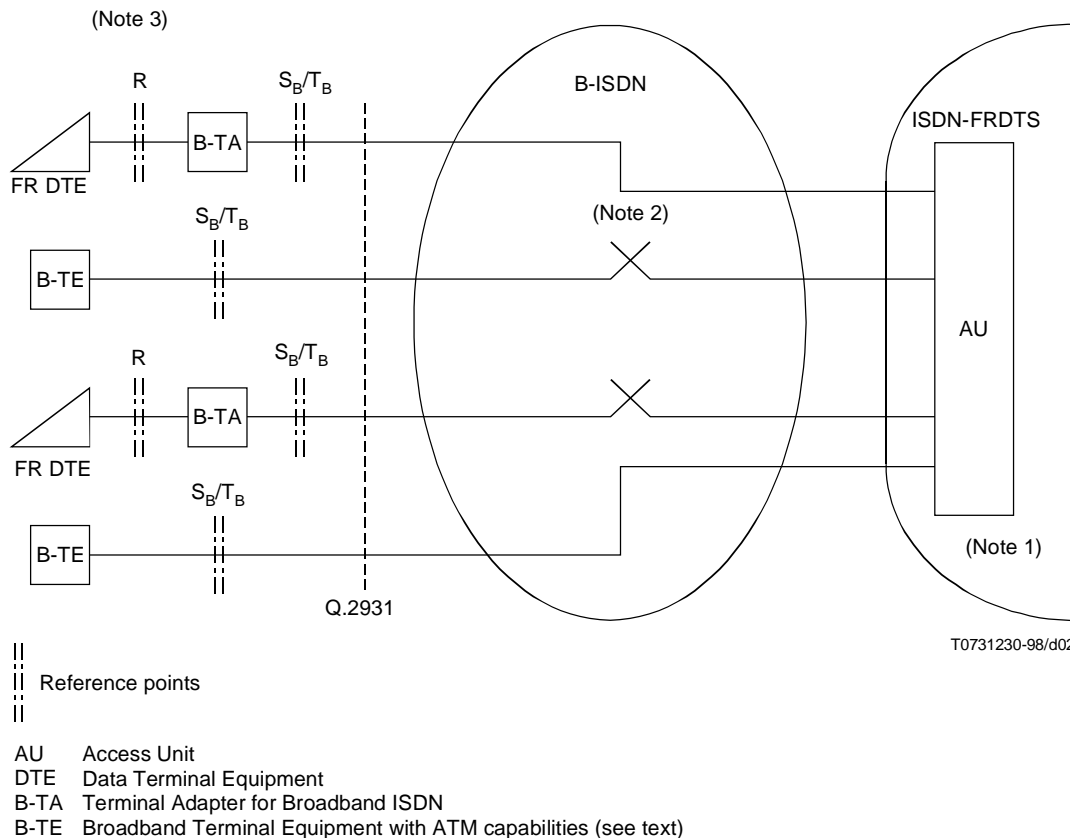 (Note 3)
B-ISDN
R
S_B/T_B
ISDN-FRDTS
B-TA
FR DTE
S_B/T_B
(Note 2)
B-TE
AU
R
S_B/T_B
B-TA
FR DTE
S_B/T_B
B-TE
(Note 1)
Q.2931
T0731230-98/d02
Reference points
AU Access Unit
DTE Data Terminal Equipment
B-TA Terminal Adapter for Broadband ISDN
B-TE Broadband Terminal Equipment with ATM capabilities (see text)